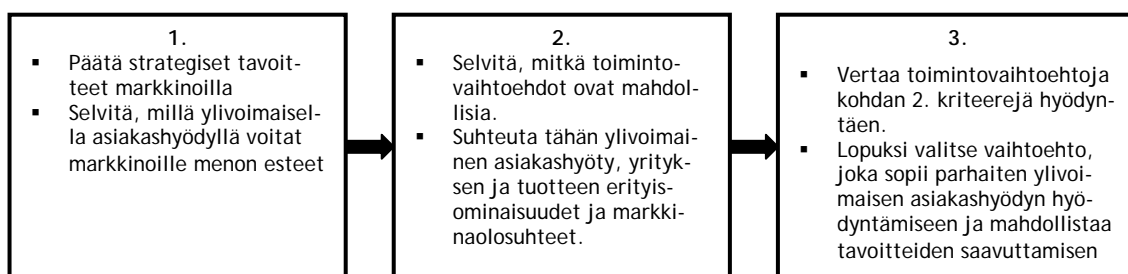 1.
▪ Päätä strategiset tavoit-
teet markkinoilla
▪ Selvitä, millä ylivoimaisel-
la asiakashyödyllä voitat
markkinoille menon esteet
2.
▪ Selvitä, mitkä toiminto-
vaihtoehdot ovat mahdol-
lisia.
▪ Suhteuta tähän ylivoimai-
nen asiakashyöty, yrityk-
sen ja tuotteen erityis-
ominaisuudet ja markki-
naolosuhteet.
3.
▪ Vertaa toimintovaihtoehtoja
kohdan 2. kriteerejä hyödyn-
täen.
▪ Lopuksi valitse vaihtoehto,
joka sopii parhaiten ylivoi-
maisen asiakashyödyn hyö-
dyntämiseen ja mahdollistaa
tavoitteiden saavuttamisen